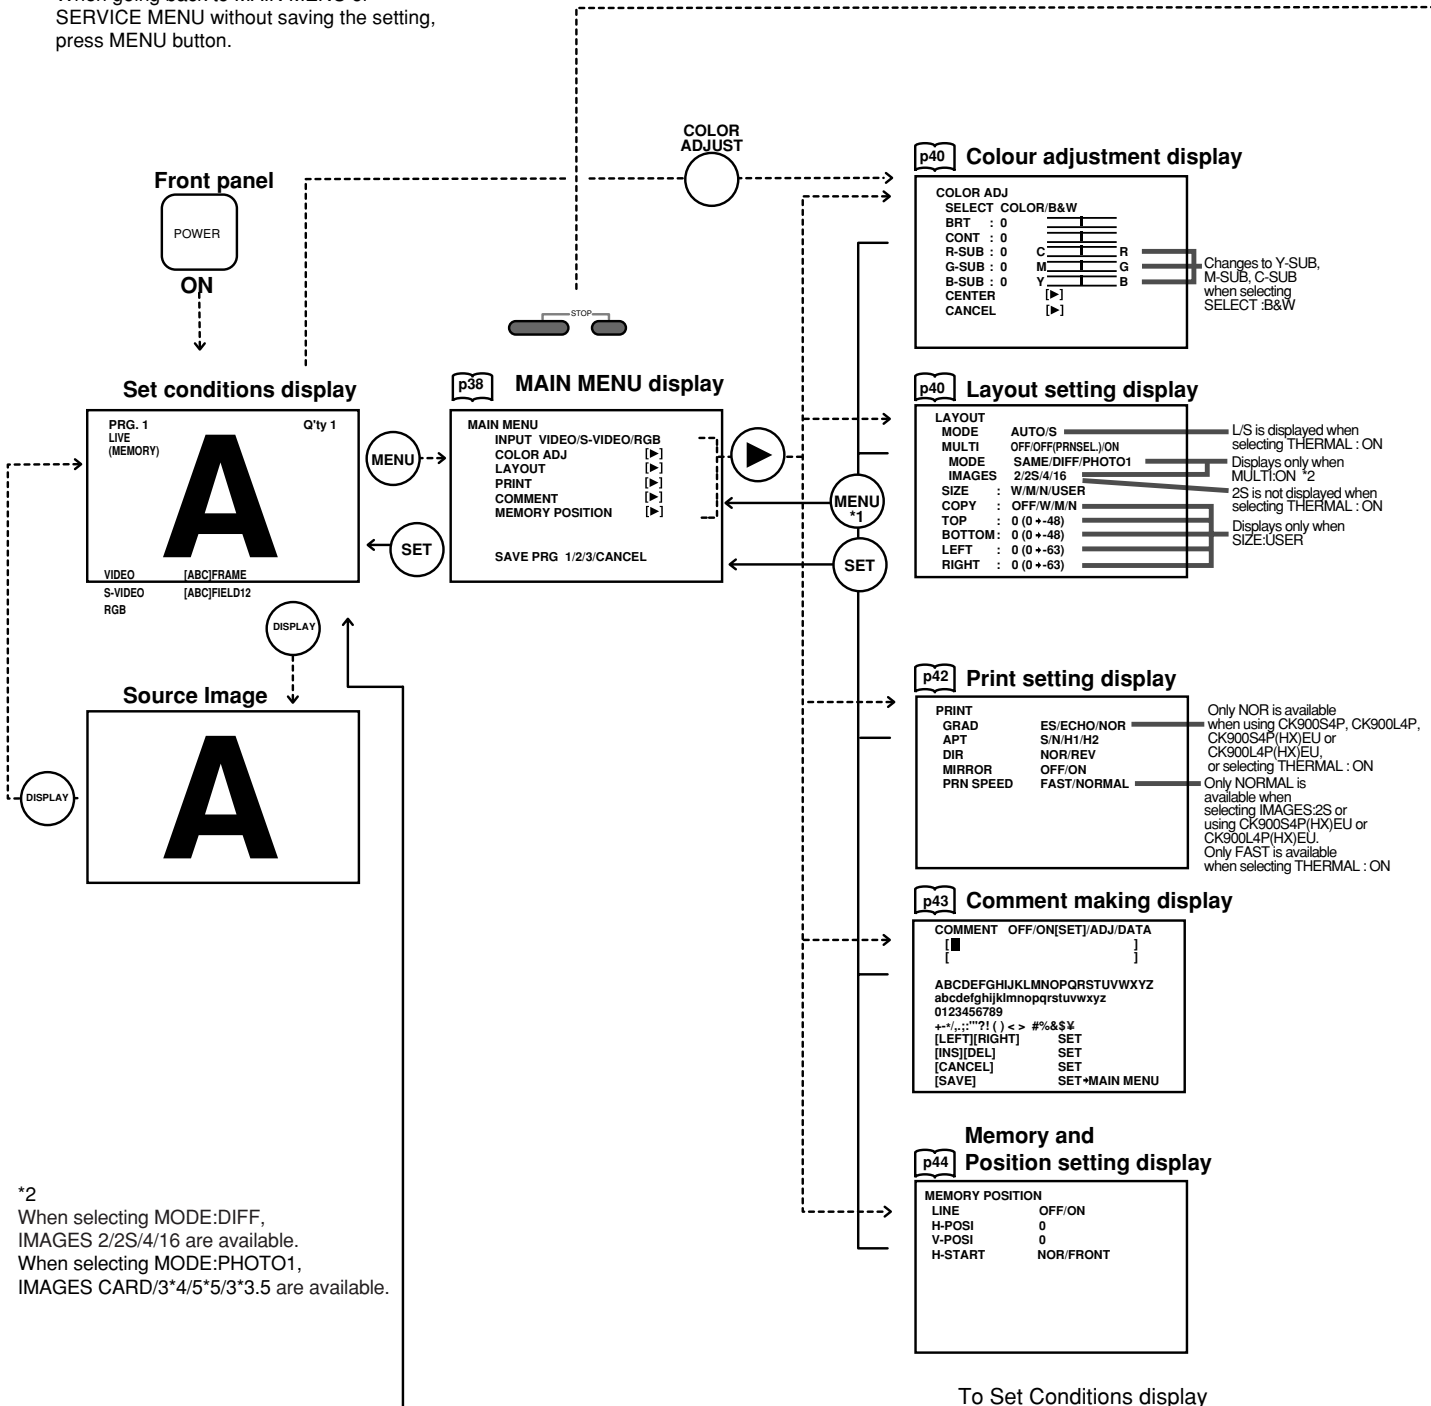 SERVICE MENU without saving the setting,
press MENU button.
COLOR
ADJUST
Front panel
POWER
ON
STOP
Set conditions display
PRG. 1
Q'ty 1
LIVE
(MEMORY)
A
VIDEO [ABC]FRAME
S-VIDEO [ABC]FIELD12
RGB
MENU
SET
DISPLAY
Source Image
A
DISPLAY
p38 MAIN MENU display
MAIN MENU
INPUT VIDEO/S-VIDEO/RGB
COLOR ADJ [▶]
LAYOUT [▶]
PRINT [▶]
COMMENT [▶]
MEMORY POSITION [▶]
SAVE PRG 1/2/3/CANCEL
▶
MENU
*1
SET
p40 Colour adjustment display
COLOR ADJ
SELECT COLOR/B&W
BRT : 0
CONT : 0
R-SUB : 0 C R
G-SUB : 0 M G
B-SUB : 0 Y B
CENTER [▶]
CANCEL [▶]
Changes to Y-SUB,
M-SUB, C-SUB
when selecting
SELECT :B&W
p40 Layout setting display
LAYOUT
MODE AUTO/S
MULTI OFF/OFF(PRNSEL.)/ON
MODE SAME/DIFF/PHOTO1
IMAGES 2/2S/4/16
SIZE : W/M/N/USER
COPY : OFF/W/M/N
TOP : 0 (0➝-48)
BOTTOM : 0 (0➝-48)
LEFT : 0 (0➝-63)
RIGHT : 0 (0➝-63)
L/S is displayed when
selecting THERMAL : ON
Displays only when
MULTI:ON *2
2S is not displayed when
selecting THERMAL : ON
Displays only when
SIZE:USER
p42 Print setting display
PRINT
GRAD ES/ECHO/NOR
APT S/N/H1/H2
DIR NOR/REV
MIRROR OFF/ON
PRN SPEED FAST/NORMAL
Only NOR is available
when using CK900S4P, CK900L4P,
CK900S4P(HX)EU or
CK900L4P(HX)EU,
or selecting THERMAL : ON
Only NORMAL is
available when
selecting IMAGES:2S or
using CK900S4P(HX)EU or
CK900L4P(HX)EU.
Only FAST is available
when selecting THERMAL : ON
p43 Comment making display
COMMENT OFF/ON[SET]/ADJ/DATA
[ ]
[ ]
ABCDEFGHIJKLMNOPQRSTUVWXYZ
abcdefghijklmnopqrstuvwxyz
0123456789
+-*/,.;:'"?! ( ) < > #%&$¥
[LEFT][RIGHT] SET
[INS][DEL] SET
[CANCEL] SET
[SAVE] SET➝MAIN MENU
Memory and
p44 Position setting display
MEMORY POSITION
LINE OFF/ON
H-POSI 0
V-POSI 0
H-START NOR/FRONT
*2
When selecting MODE:DIFF,
IMAGES 2/2S/4/16 are available.
When selecting MODE:PHOTO1,
IMAGES CARD/3*4/5*5/3*3.5 are available.
To Set Conditions display